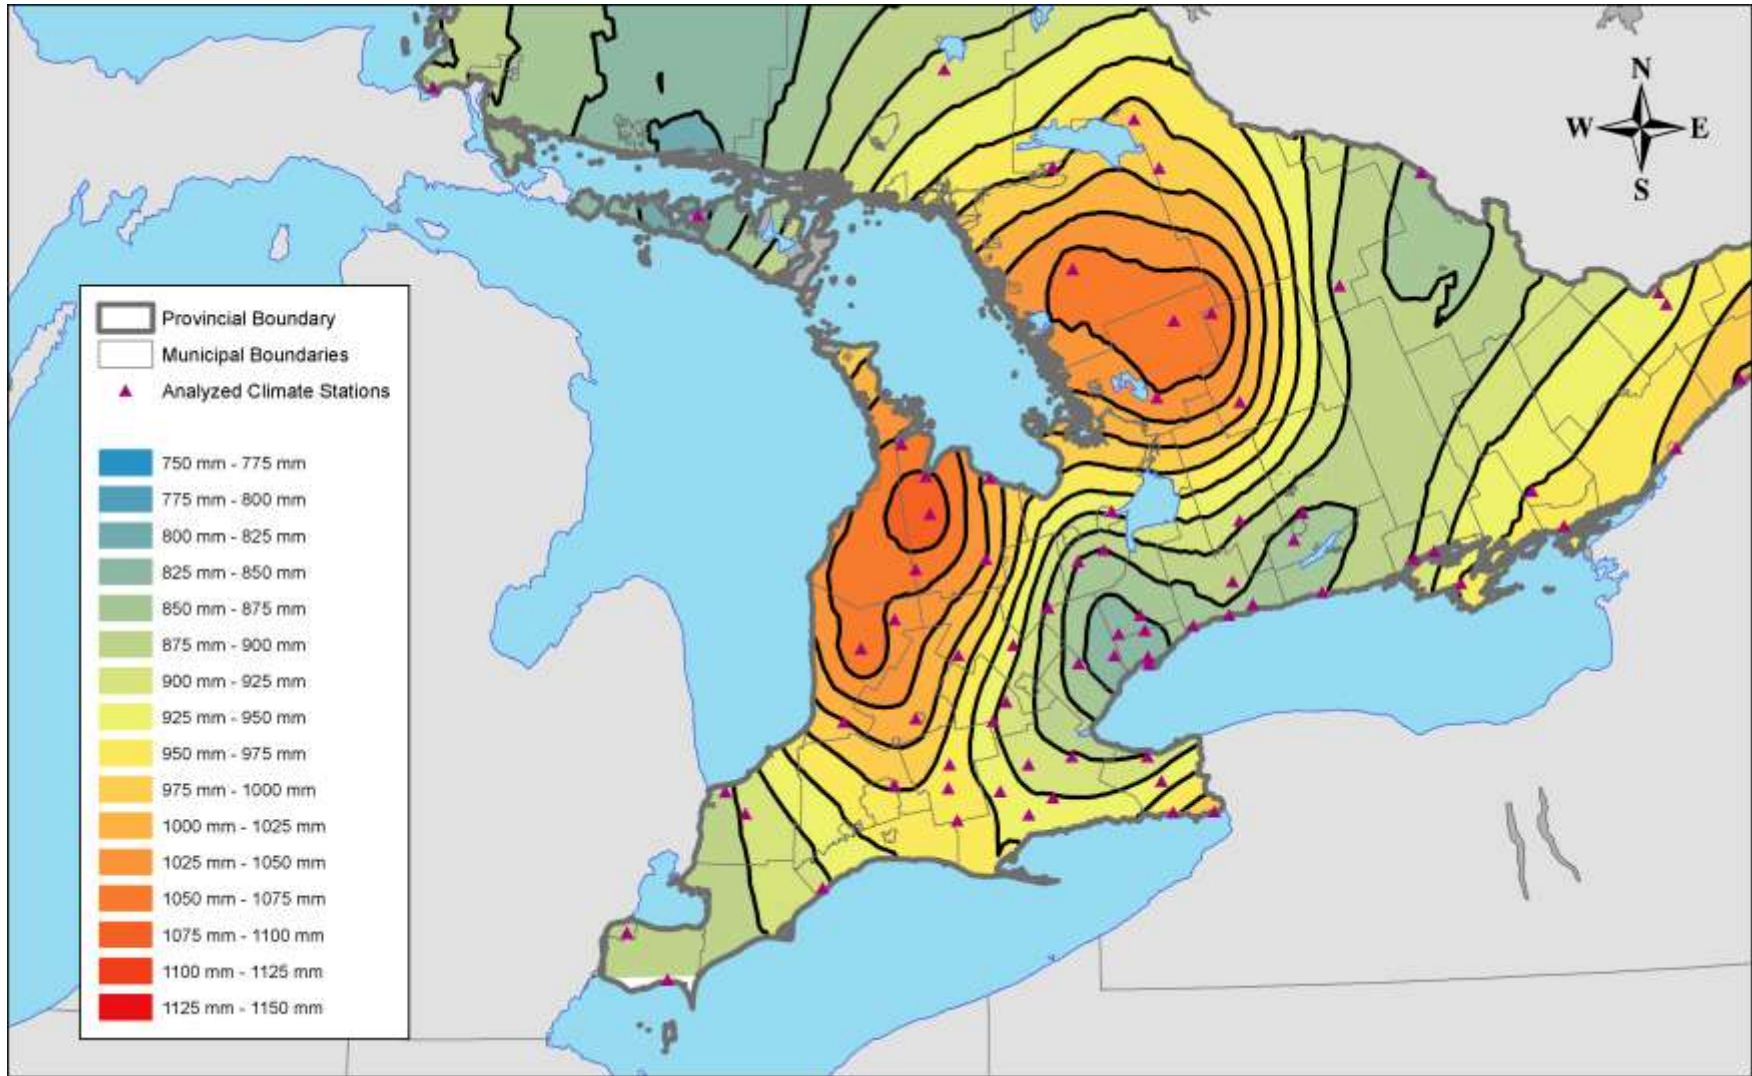 N
W E
S
Provincial Boundary
Municipal Boundaries
Analyzed Climate Stations
750 mm - 775 mm
775 mm - 800 mm
800 mm - 825 mm
825 mm - 850 mm
850 mm - 875 mm
875 mm - 900 mm
900 mm - 925 mm
925 mm - 950 mm
950 mm - 975 mm
975 mm - 1000 mm
1000 mm - 1025 mm
1025 mm - 1050 mm
1050 mm - 1075 mm
1075 mm - 1100 mm
1100 mm - 1125 mm
1125 mm - 1150 mm